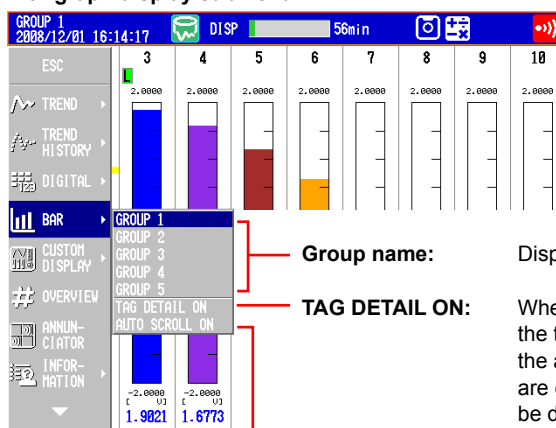 GROUP 1
2008/12/01 16:14:17
DISP
56min
ESC
3 4 5 6 7 8 9 10
L
2.0000 2.0000 2.0000 2.0000 2.0000 2.0000 2.0000 2.0000
TREND
TREND
HISTORY
DIGITAL
BAR
GROUP 1
GROUP 2
GROUP 3
GROUP 4
GROUP 5
TAG DETAIL ON
AUTO SCROLL ON
CUSTOM
DISPLAY
OVERVIEW
ANNUN-
CIATOR
INFOR-
MATION
-2.0000 -2.0000
[ V] [ V]
1.9021 1.6773
Group name:
TAG DETAIL ON:
the
are